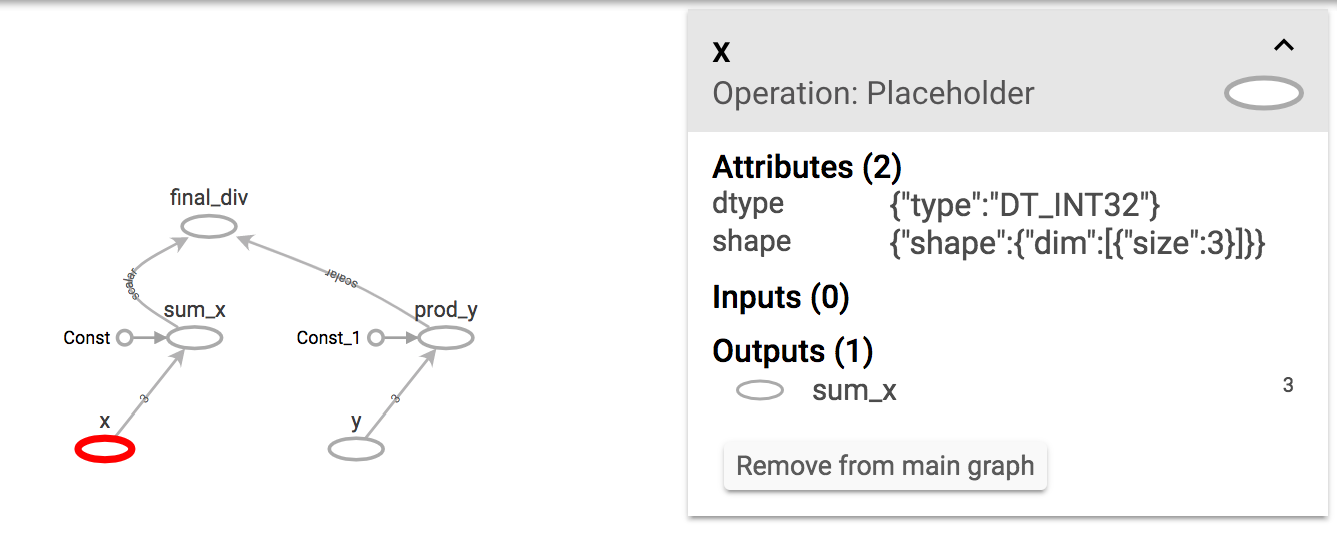 final_div
scalar
scalar
sum_x
prod_y
Const
Const_1
3
3
x
y
x
Operation: Placeholder
Attributes (2)
dtype {"type":"DT_INT32"}
shape {"shape":{"dim":[{"size":3}]}}
Inputs (0)
Outputs (1)
sum_x 3
Remove from main graph